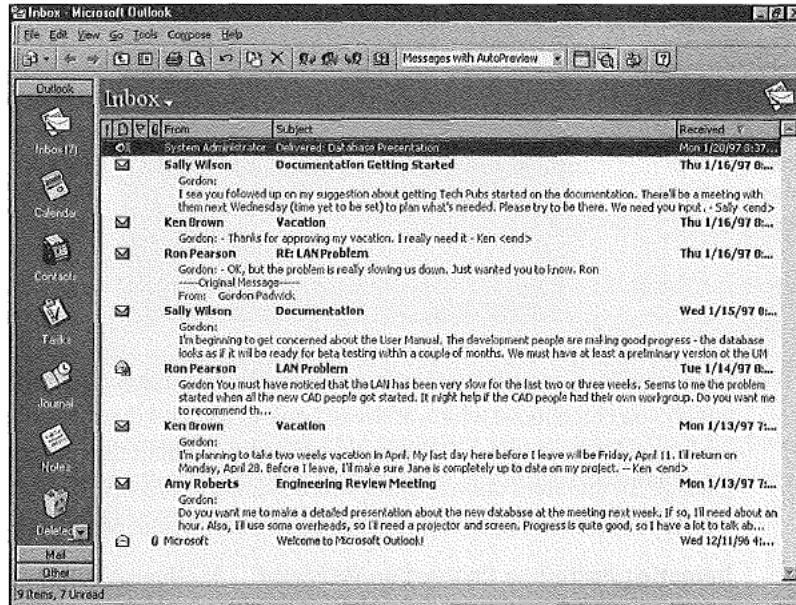 Inbox - Microsoft Outlook
File Edit View Go Tools Compose Help
Messages with AutoPreview
Outlook
Inbox
Inbox (7)
Calendar
Contacts
Tasks
Journal
Notes
Deleted
Mail
Other
From Subject Received
System Administrator Delivered: Database Presentation Mon 1/20/97 8:37...
Sally Wilson Documentation Getting Started Thu 1/16/97 8:...
Gordon:
I see you followed up on my suggestion about getting Tech Pubs started on the documentation. There'll be a meeting with
them next Wednesday (time yet to be set) to plan what's needed. Please try to be there. We need you input. - Sally <end>
Ken Brown Vacation Thu 1/16/97 8:...
Gordon: - Thanks for approving my vacation. I really need it - Ken <end>
Ron Pearson RE: LAN Problem Thu 1/16/97 8:...
Gordon: - OK, but the problem is really slowing us down. Just wanted you to know. Ron
-----Original Message-----
From: Gordon Padwick
Sally Wilson Documentation Wed 1/15/97 8:...
Gordon:
I'm beginning to get concerned about the User Manual. The development people are making good progress - the database
looks as if it will be ready for beta testing within a couple of months. We must have at least a preliminary version of the UM
Ron Pearson LAN Problem Tue 1/14/97 8:...
Gordon You must have noticed that the LAN has been very slow for the last two or three weeks. Seems to me the problem
started when all the new CAD people got started. It might help if the CAD people had their own workgroup. Do you want me
to recommend th...
Ken Brown Vacation Mon 1/13/97 7:...
Gordon:
I'm planning to take two weeks vacation in April. My last day here before I leave will be Friday, April 11. I'll return on
Monday, April 28. Before I leave, I'll make sure Jane is completely up to date on my project. -- Ken <end>
Amy Roberts Engineering Review Meeting Mon 1/13/97 7:...
Gordon:
Do you want me to make a detailed presentation about the new database at the meeting next week. If so, I'll need about an
hour. Also, I'll use some overheads, so I'll need a projector and screen. Progress is quite good, so I have a lot to talk ab...
Microsoft Welcome to Microsoft Outlook! Wed 12/11/96 4:...
9 Items, 7 Unread